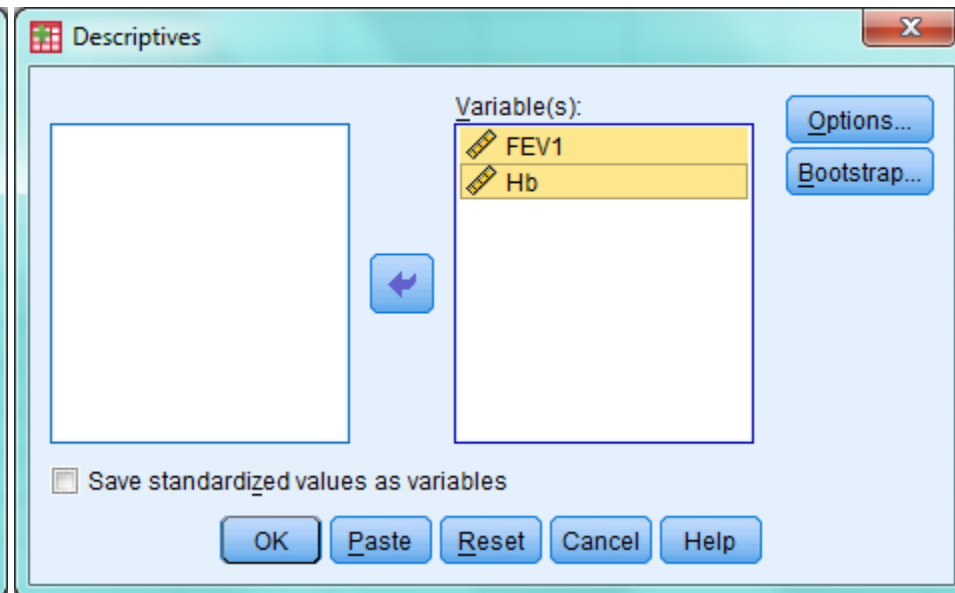 Descriptives
Variable(s):
FEV1
Hb
Options...
Bootstrap...
Save standardized values as variables
OK Paste Reset Cancel Help